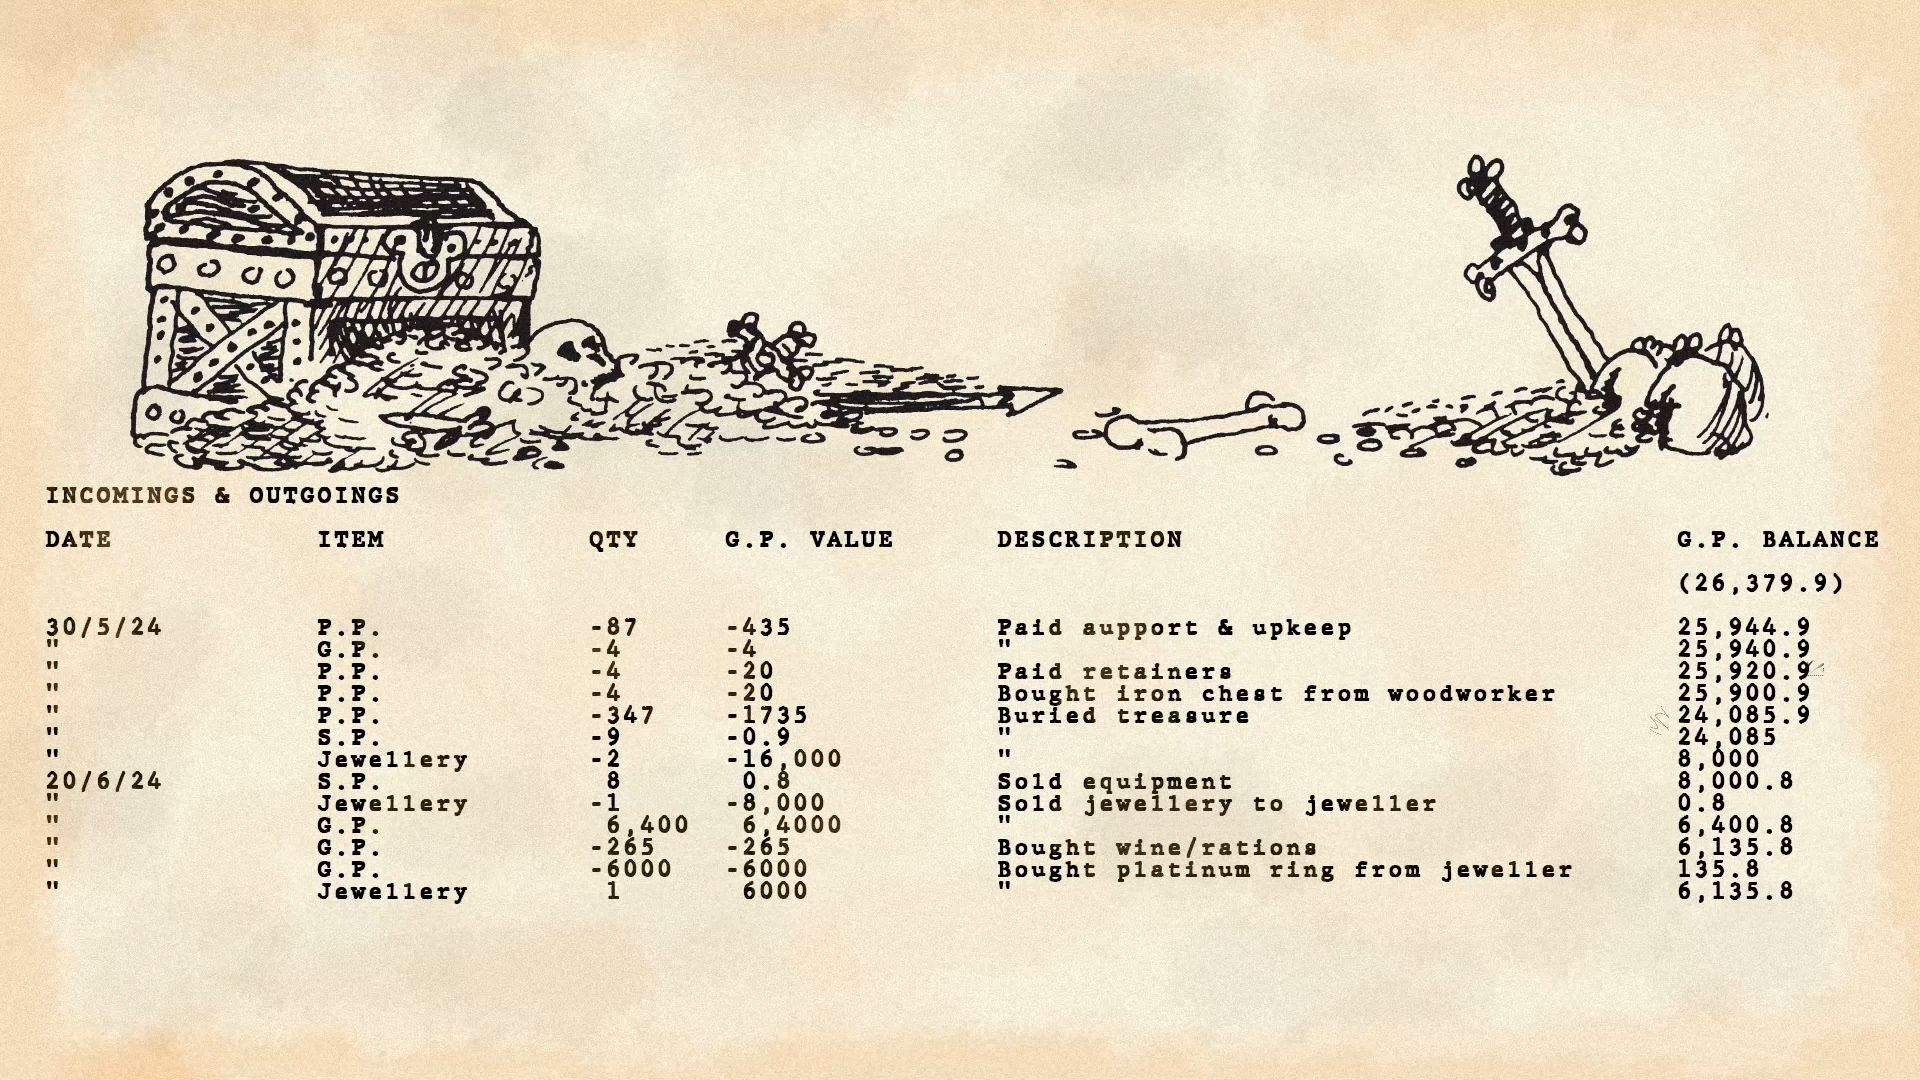 INCOMINGS & OUTGOINGS
DATE ITEM QTY G.P. VALUE DESCRIPTION G.P. BALANCE
(26,379.9)
30/5/24 P.P. -87 -435 Paid aupport & upkeep 25,944.9
" G.P. -4 -4 " 25,940.9
" P.P. -4 -20 Paid retainers 25,920.9
" P.P. -4 -20 Bought iron chest from woodworker 25,900.9
" P.P. -347 -1735 Buried treasure 24,085.9
" S.P. -9 -0.9 " 24,085
" Jewellery -2 -16,000 " 8,000
20/6/24 S.P. 8 0.8 Sold equipment 8,000.8
" Jewellery -1 -8,000 Sold jewellery to jeweller 0.8
" G.P. 6,400 6,4000 " 6,400.8
" G.P. -265 -265 Bought wine/rations 6,135.8
" G.P. -6000 -6000 Bought platinum ring from jeweller 135.8
" Jewellery 1 6000 " 6,135.8